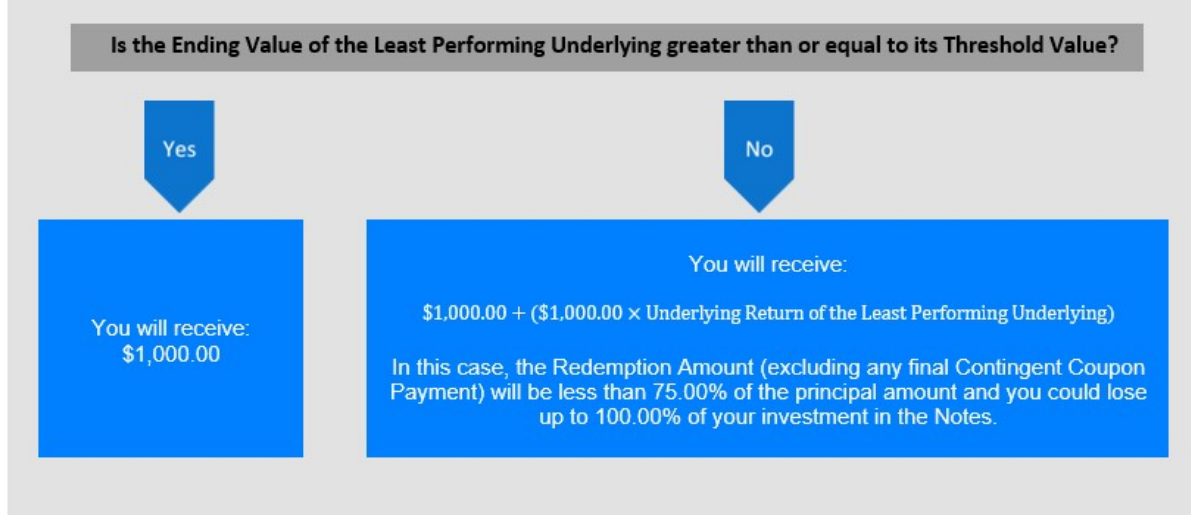 Is the Ending Value of the Least Performing Underlying greater than or equal to its Threshold Value?
Yes
No
You will receive:
$1,000.00
You will receive:
$1,000.00 + ($1,000.00 × Underlying Return of the Least Performing Underlying)
In this case, the Redemption Amount (excluding any final Contingent Coupon
Payment) will be less than 75.00% of the principal amount and you could lose
up to 100.00% of your investment in the Notes.